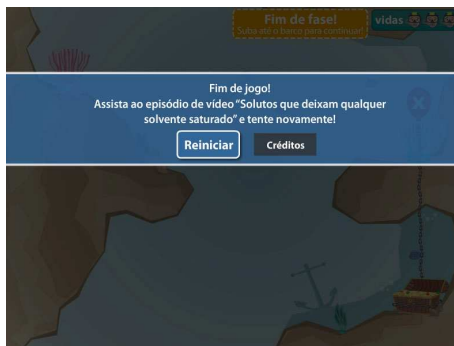 Fim de fase!
Suba até o barco para continuar!
vidas
Fim de jogo!
Assista ao episódio de vídeo "Solutos que deixam qualquer
solvente saturado" e tente novamente!
Reiniciar
Créditos